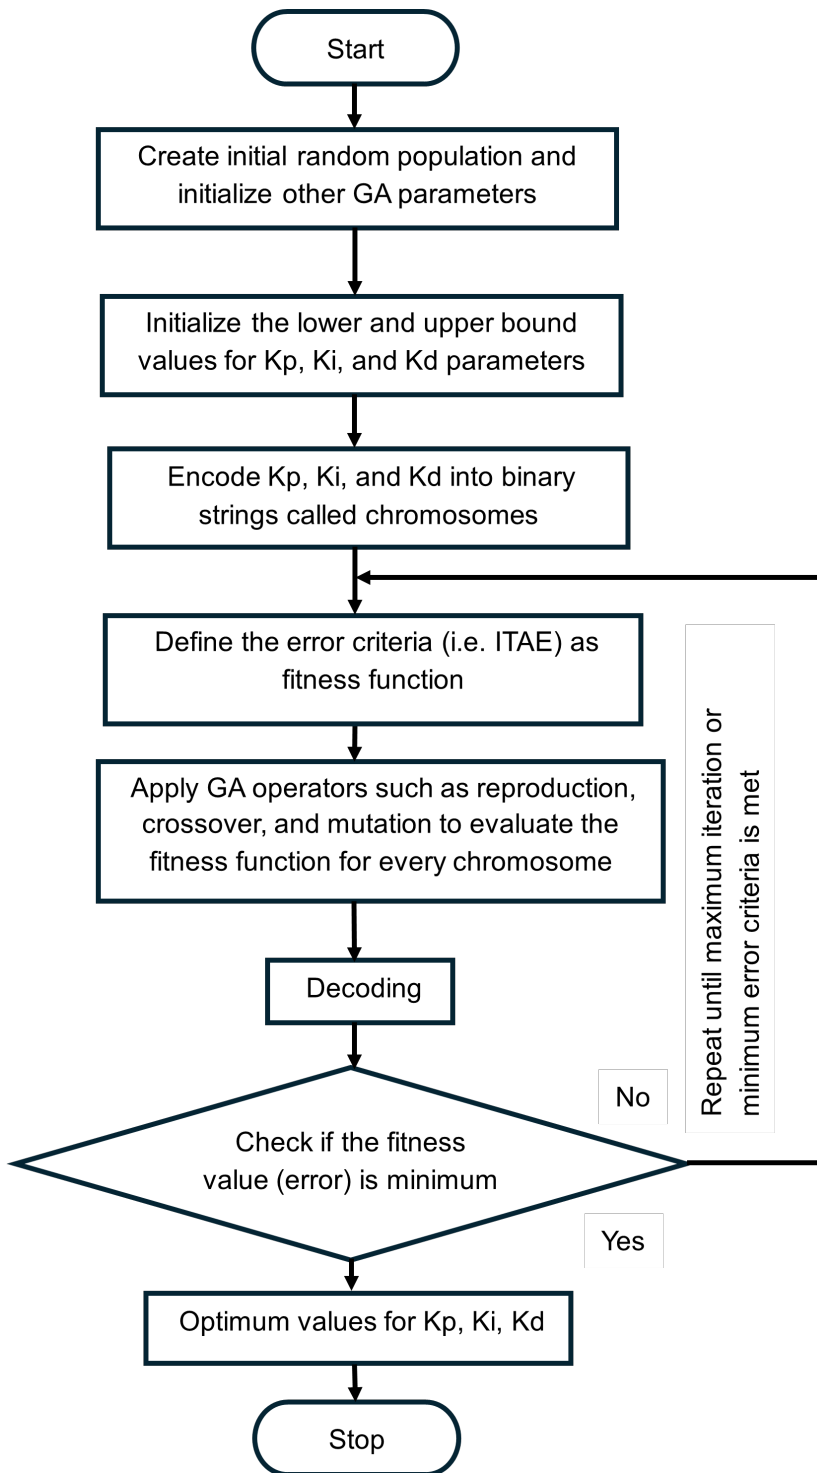 Start
Create initial random population and
initialize other GA parameters
Initialize the lower and upper bound
values for Kp, Ki, and Kd parameters
Encode Kp, Ki, and Kd into binary
strings called chromosomes
Define the error criteria (i.e. ITAE) as
fitness function
Apply GA operators such as reproduction,
crossover, and mutation to evaluate the
fitness function for every chromosome
Decoding
Check if the fitness
value (error) is minimum
No
Repeat until maximum iteration or
minimum error criteria is met
Yes
Optimum values for Kp, Ki, Kd
Stop